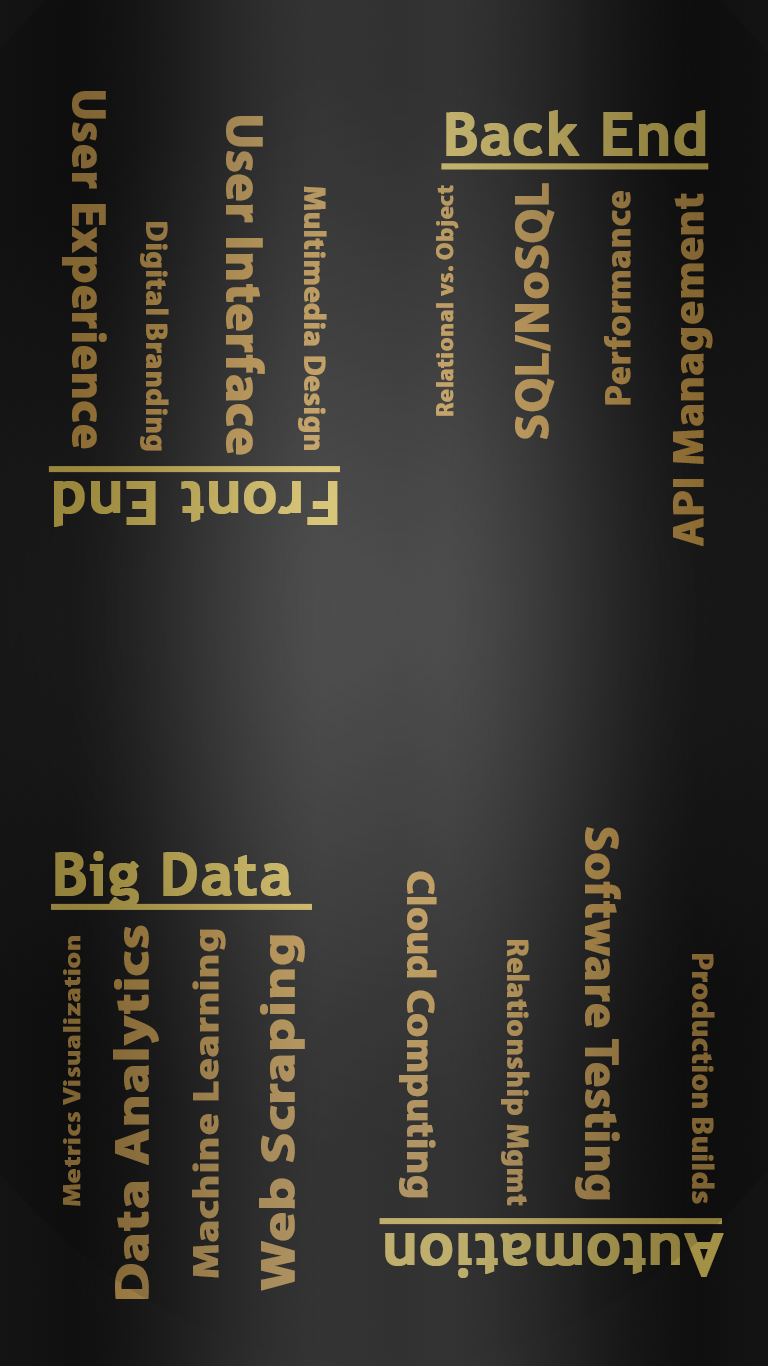 Front End
Multimedia Design
User Interface
Digital Branding
User Experience
Back End
Relational vs. Object
SQL/NoSQL
Performance
API Management
Big Data
Metrics Visualization
Data Analytics
Machine Learning
Web Scraping
Automation
Production Builds
Software Testing
Relationship Mgmt
Cloud Computing